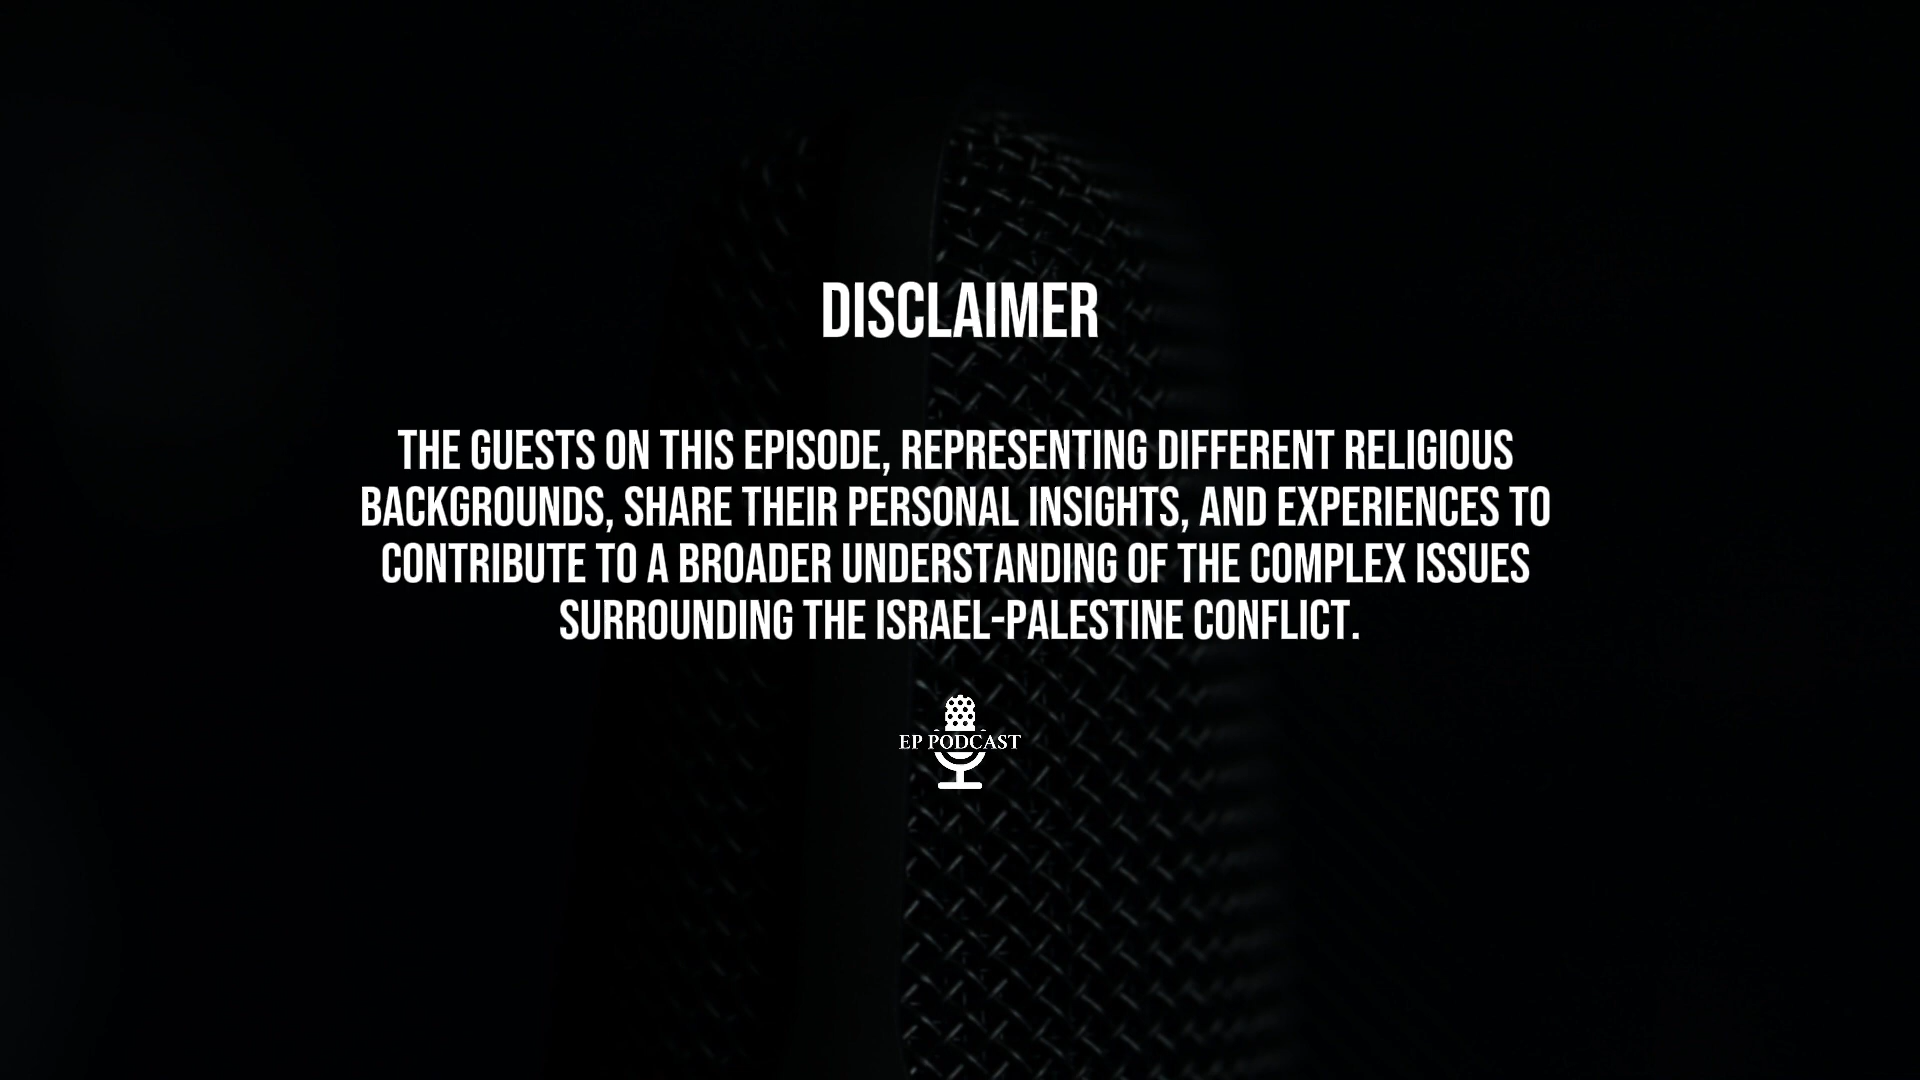 DISCLAIMER
THE GUESTS ON THIS EPISODE, REPRESENTING DIFFERENT RELIGIOUS
BACKGROUNDS, SHARE THEIR PERSONAL INSIGHTS, AND EXPERIENCES TO
CONTRIBUTE TO A BROADER UNDERSTANDING OF THE COMPLEX ISSUES
SURROUNDING THE ISRAEL-PALESTINE CONFLICT.
EP PODCAST